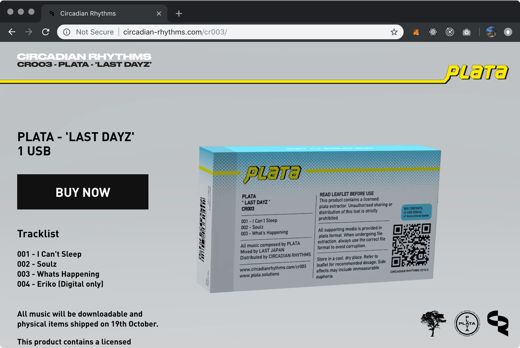 Circadian Rhythms
Not Secure | circadian-rhythms.com/cr003/
CIRCADIAN RHYTHMS
CR003 - PLATA - 'LAST DAYZ'
PLATA
PLATA - 'LAST DAYZ'
1 USB
BUY NOW
Tracklist
001 - I Can't Sleep
002 - Soulz
003 - Whats Happening
004 - Eriko (Digital only)
All music will be downloadable and
physical items shipped on 19th October.
This product contains a licensed
PLATA
PLATA
"LAST DAYZ"
CR003
001 - I Can't Sleep
002 - Soulz
003 - What's Happening
All music composed by PLATA
Mixed by LAST JAPAN
Distributed by CIRCADIAN RHYTHMS
www.circadian-rhythms.com/cr003
www.plata.solutions
READ LEAFLET BEFORE USE
This product contains a licensed
plata extractor. Unauthorised sharing or
distribution of this test is strictly
prohibited.
All supporting media is provided in
plata format. When undergoing the
extraction, always use the correct format
to avoid corruption.
Store in a cool, dry place. Refer to
leaflet for recommended dosage. Side
effects may include immeasurable
euphoria.
PLATA